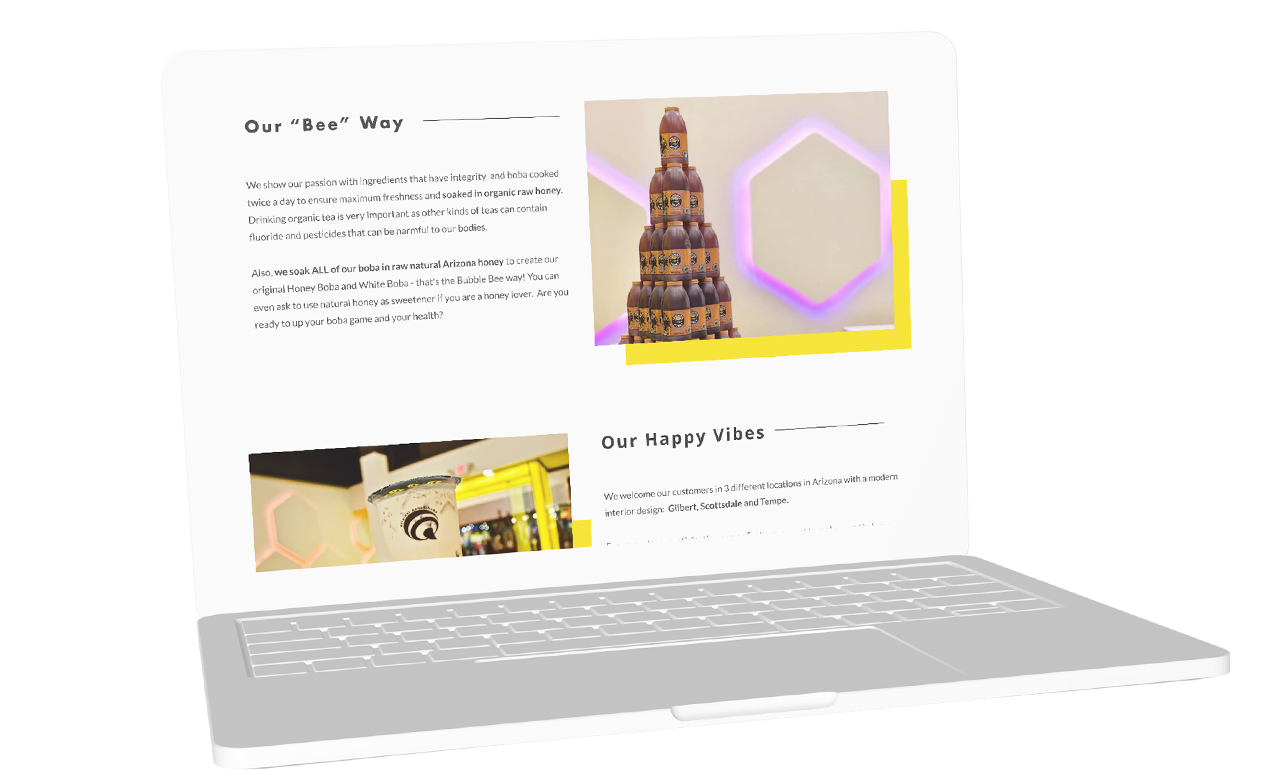 Our “Bee” Way
We show our passion with ingredients that have integrity and boba cooked
twice a day to ensure maximum freshness and soaked in organic raw honey.
Drinking organic tea is very important as other kinds of teas can contain
fluoride and pesticides that can be harmful to our bodies.
Also, we soak ALL of our boba in raw natural Arizona honey to create our
original Honey Boba and White Boba - that's the Bubble Bee way! You can
even ask to use natural honey as sweetener if you are a honey lover. Are you
ready to up your boba game and your health?
Our Happy Vibes
We welcome our customers in 3 different locations in Arizona with a modern
interior design: Gilbert, Scottsdale and Tempe.